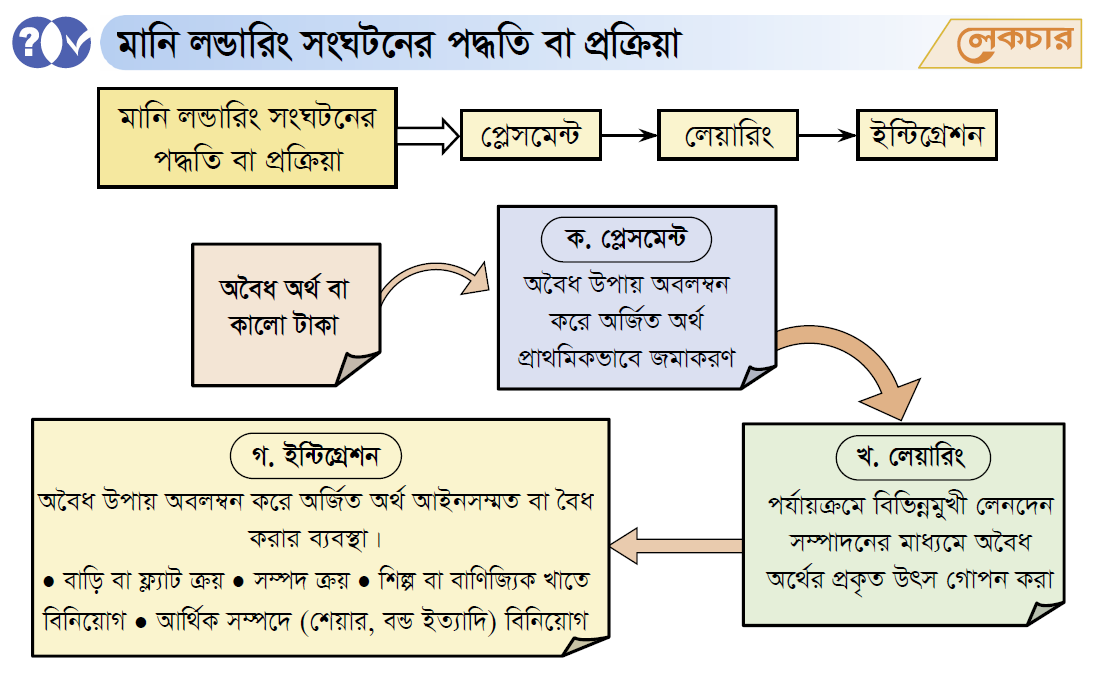 মানি লন্ডারিং সংঘটনের পদ্ধতি বা প্রক্রিয়া
লেকচার
মানি লন্ডারিং সংঘটনের
পদ্ধতি বা প্রক্রিয়া
প্লেসমেন্ট
লেয়ারিং
ইন্টিগ্রেশন
অবৈধ অর্থ বা
কালো টাকা
ক. প্লেসমেন্ট
অবৈধ উপায় অবলম্বন
করে অর্জিত অর্থ
প্রাথমিকভাবে জমাকরণ
খ. লেয়ারিং
পর্যায়ক্রমে বিভিন্নমুখী লেনদেন
সম্পাদনের মাধ্যমে অবৈধ
অর্থের প্রকৃত উৎস গোপন করা
গ. ইন্টিগ্রেশন
অবৈধ উপায় অবলম্বন করে অর্জিত অর্থ আইনসম্মত বা বৈধ
করার ব্যবস্থা।
● বাড়ি বা ফ্ল্যাট ক্রয় ● সম্পদ ক্রয় ● শিল্প বা বাণিজ্যিক খাতে
বিনিয়োগ ● আর্থিক সম্পদে (শেয়ার, বন্ড ইত্যাদি) বিনিয়োগ